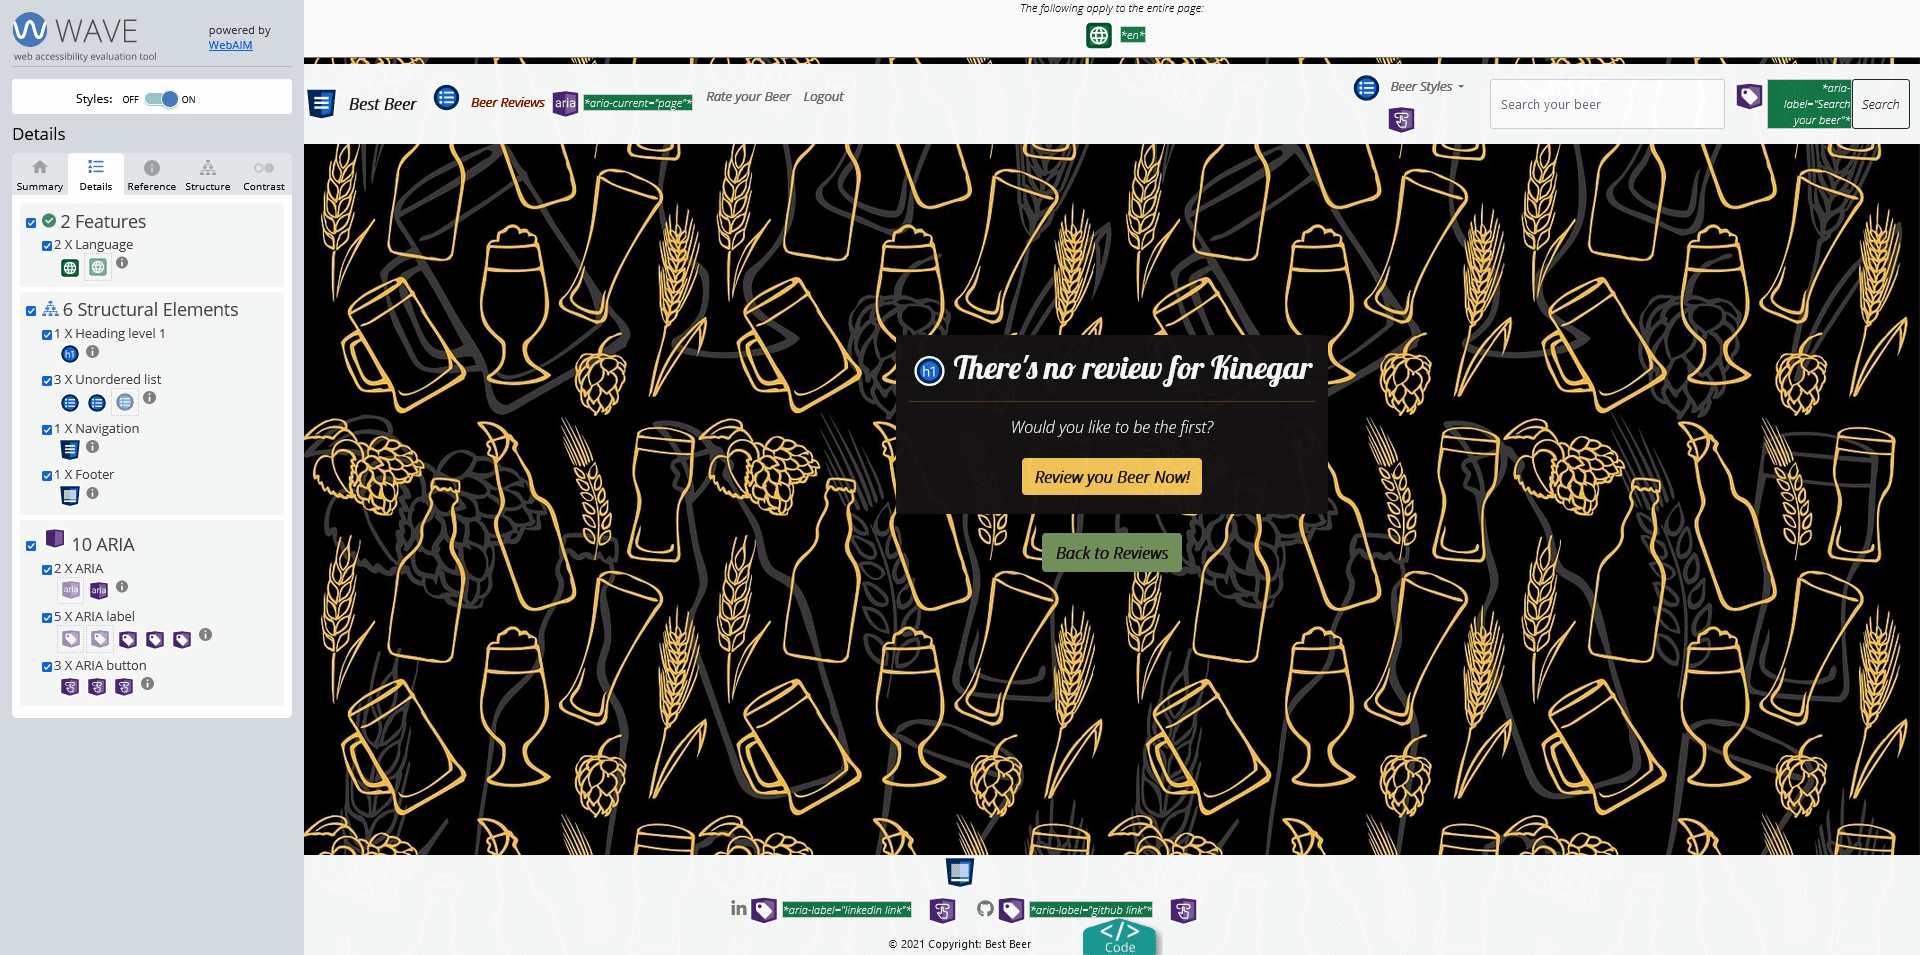 WAVE
web accessibility evaluation tool
powered by
WebAIM
Styles: OFF ON
Details
Summary Details Reference Structure Contrast
2 Features
2 X Language
6 Structural Elements
1 X Heading level 1
h1
3 X Unordered list
1 X Navigation
1 X Footer
10 ARIA
2 X ARIA
aria aria
5 X ARIA label
3 X ARIA button
The following apply to the entire page:
*en*
Best Beer
Beer Reviews aria *aria-current="page"*
Rate your Beer
Logout
Beer Styles
Search your beer
*aria-
label="Search
your beer"*
Search
h1 There's no review for Kinegar
Would you like to be the first?
Review you Beer Now!
Back to Reviews
in *aria-label="linkedin link"* *aria-label="github link"*
© 2021 Copyright: Best Beer
</>
Code